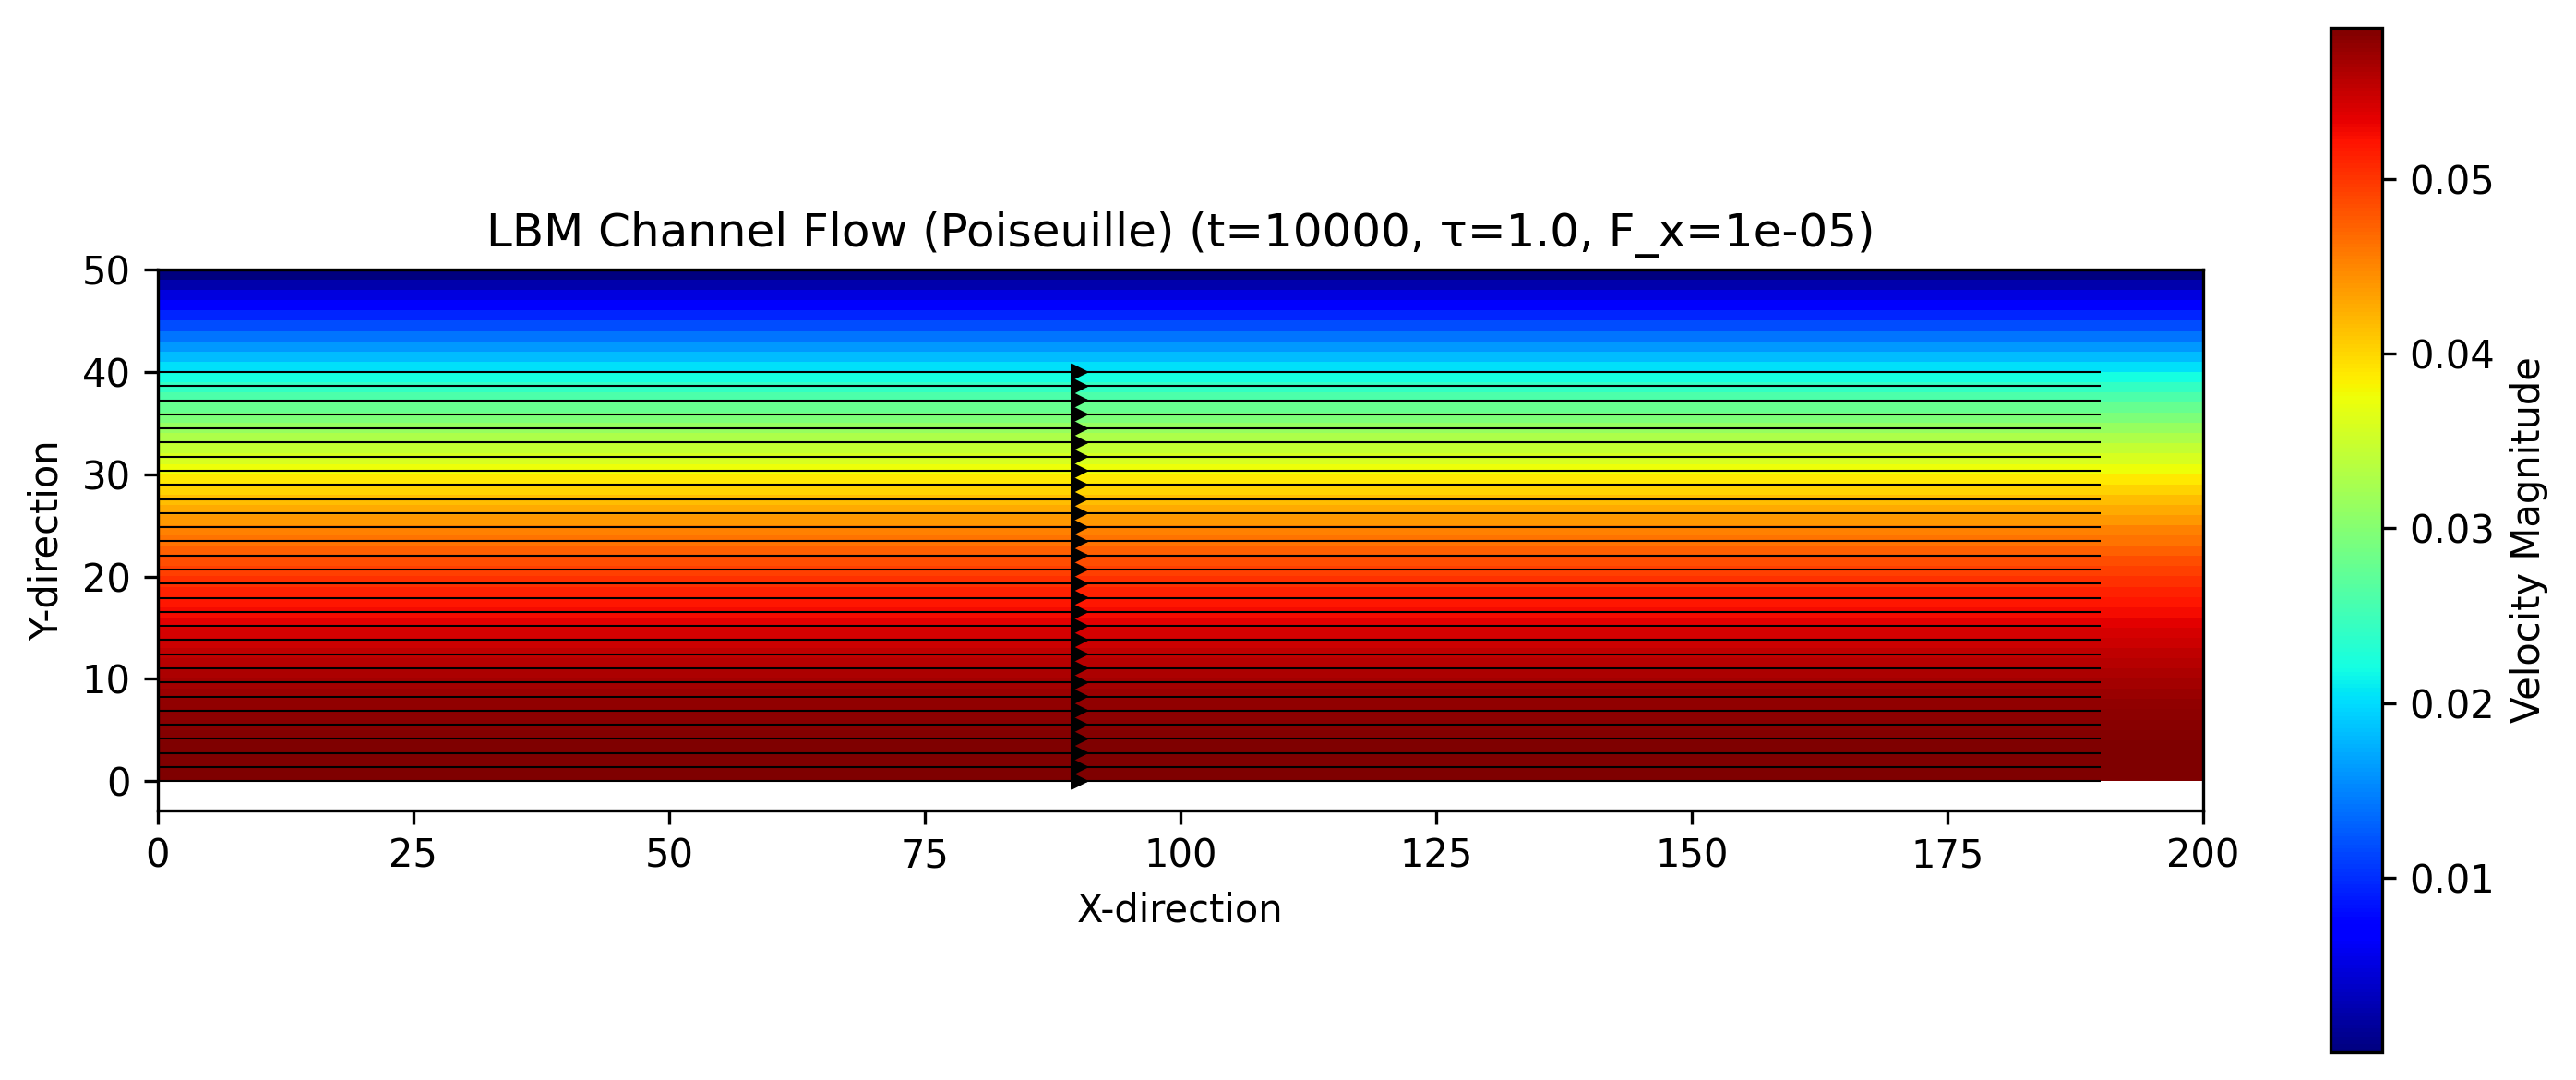 LBM Channel Flow (Poiseuille) (t=10000, τ=1.0, F_x=1e-05)
50
40
30
20
10
0
Y-direction
0 25 50 75 100 125 150 175 200
X-direction
0.05
0.04
0.03
0.02
0.01
Velocity Magnitude